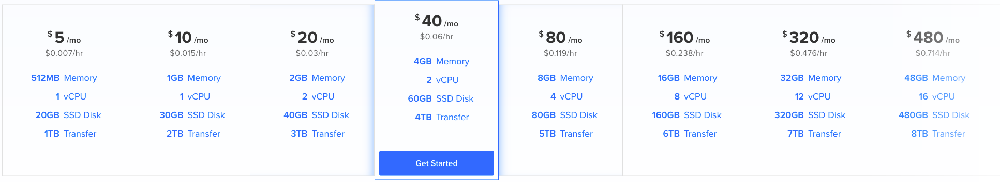 $5/mo
$0.007/hr
512MB Memory
1 vCPU
20GB SSD Disk
1TB Transfer
$10/mo
$0.015/hr
1GB Memory
1 vCPU
30GB SSD Disk
2TB Transfer
$20/mo
$0.03/hr
2GB Memory
2 vCPU
40GB SSD Disk
3TB Transfer
$40/mo
$0.06/hr
4GB Memory
2 vCPU
60GB SSD Disk
4TB Transfer
Get Started
$80/mo
$0.119/hr
8GB Memory
4 vCPU
80GB SSD Disk
5TB Transfer
$160/mo
$0.238/hr
16GB Memory
8 vCPU
160GB SSD Disk
6TB Transfer
$320/mo
$0.476/hr
32GB Memory
12 vCPU
320GB SSD Disk
7TB Transfer
$480/mo
$0.714/hr
48GB Memory
16 vCPU
480GB SSD Disk
8TB Transfer